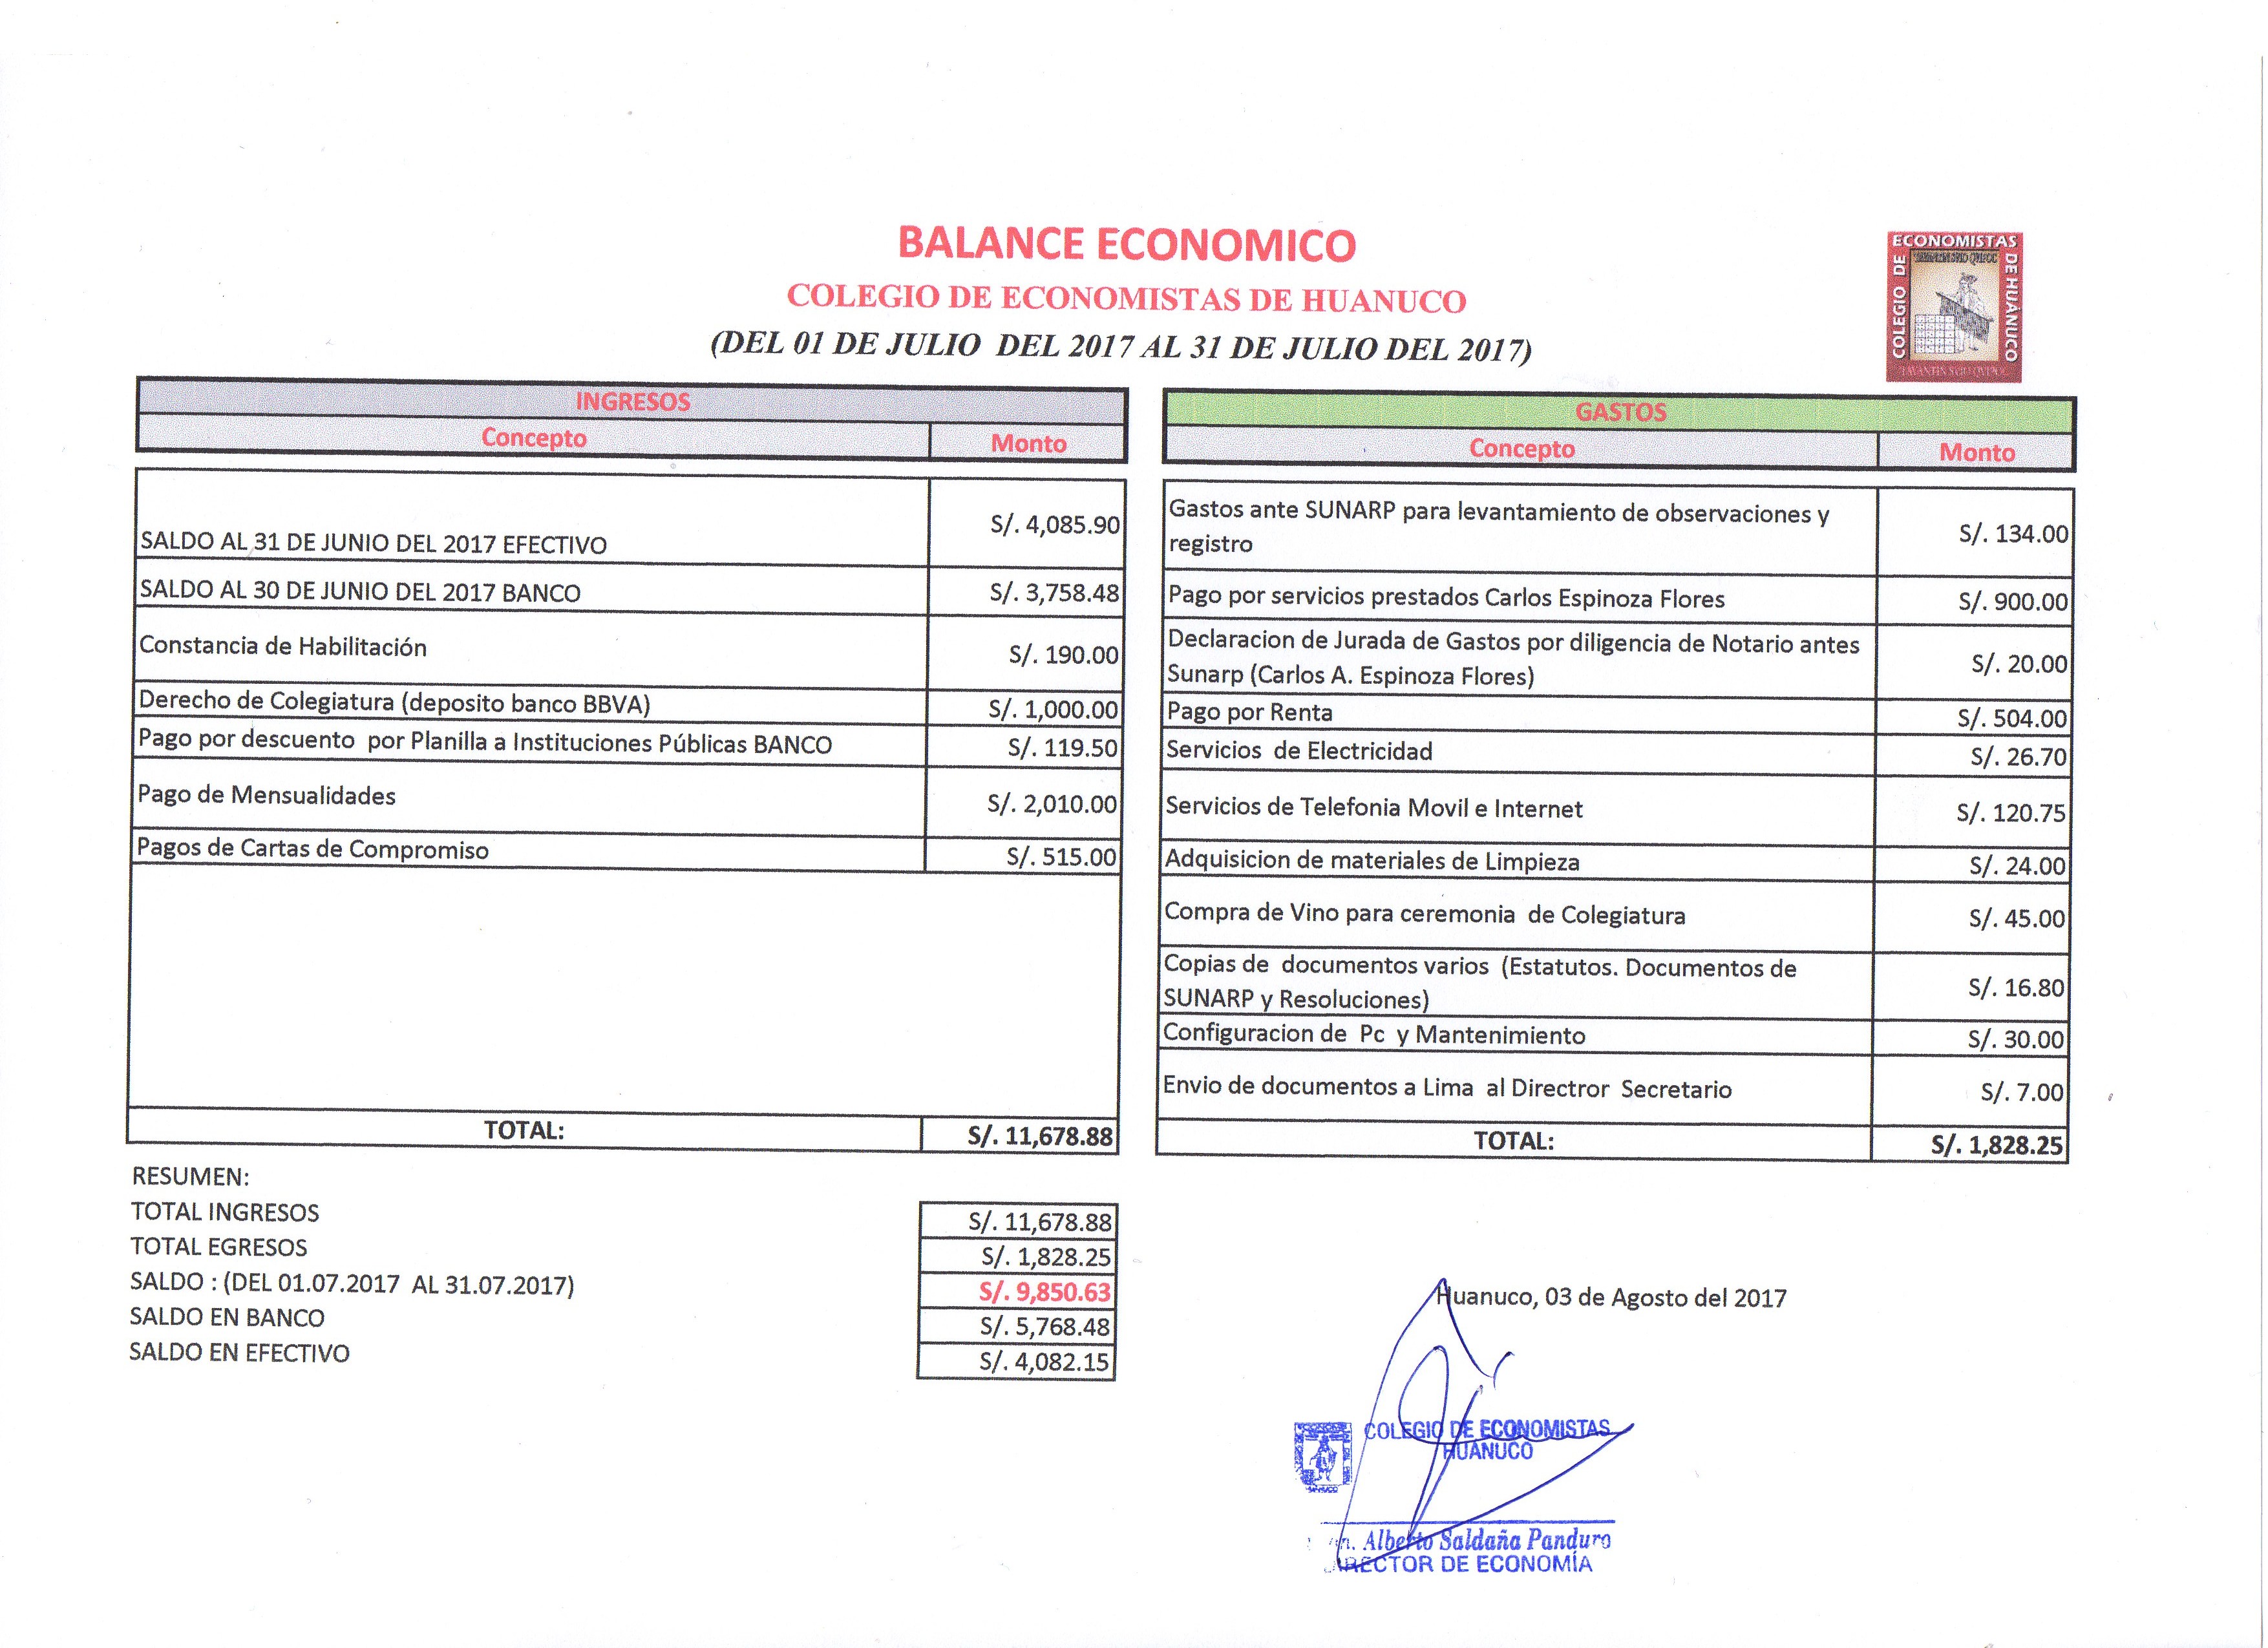 BALANCE ECONOMICO
COLEGIO DE ECONOMISTAS DE HUANUCO
(DEL 01 DE JULIO DEL 2017 AL 31 DE JULIO DEL 2017)
ECONOMISTAS
COLEGIO DE
DE HUÁNUCO
INGRESOS
Concepto Monto
SALDO AL 31 DE JUNIO DEL 2017 EFECTIVO S/. 4,085.90
SALDO AL 30 DE JUNIO DEL 2017 BANCO S/. 3,758.48
Constancia de Habilitación S/. 190.00
Derecho de Colegiatura (deposito banco BBVA) S/. 1,000.00
Pago por descuento por Planilla a Instituciones Públicas BANCO S/. 119.50
Pago de Mensualidades S/. 2,010.00
Pagos de Cartas de Compromiso S/. 515.00
TOTAL: S/. 11,678.88
GASTOS
Concepto Monto
Gastos ante SUNARP para levantamiento de observaciones y
registro S/. 134.00
Pago por servicios prestados Carlos Espinoza Flores S/. 900.00
Declaracion de Jurada de Gastos por diligencia de Notario antes
Sunarp (Carlos A. Espinoza Flores) S/. 20.00
Pago por Renta S/. 504.00
Servicios de Electricidad S/. 26.70
Servicios de Telefonia Movil e Internet S/. 120.75
Adquisicion de materiales de Limpieza S/. 24.00
Compra de Vino para ceremonia de Colegiatura S/. 45.00
Copias de documentos varios (Estatutos. Documentos de
SUNARP y Resoluciones) S/. 16.80
Configuracion de Pc y Mantenimiento S/. 30.00
Envio de documentos a Lima al Directror Secretario S/. 7.00
TOTAL: S/. 1,828.25
RESUMEN:
TOTAL INGRESOS S/. 11,678.88
TOTAL EGRESOS S/. 1,828.25
SALDO : (DEL 01.07.2017 AL 31.07.2017) S/. 9,850.63
SALDO EN BANCO S/. 5,768.48
SALDO EN EFECTIVO S/. 4,082.15
Huanuco, 03 de Agosto del 2017
COLEGIO DE ECONOMISTAS
HUANUCO
Alberto Saldaña Panduro
DIRECTOR DE ECONOMÍA